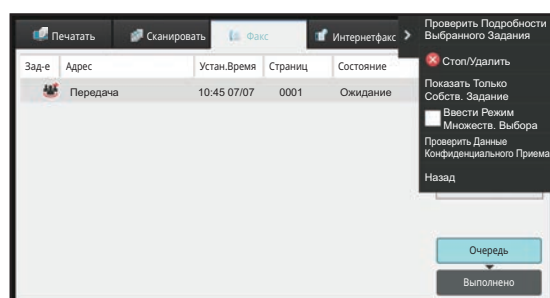 Печатать
Сканировать
Факс
Интернетфакс
Зад-е Адрес Устан.Время Страниц Состояние
Передача 10:45 07/07 0001 Ожидание
Проверить Подробности
Выбранного Задания
Стоп/Удалить
Показать Только
Собств. Задание
Ввести Режим
Множеств. Выбора
Проверить Данные
Конфиденциального Приема
Назад
Очередь
Выполнено